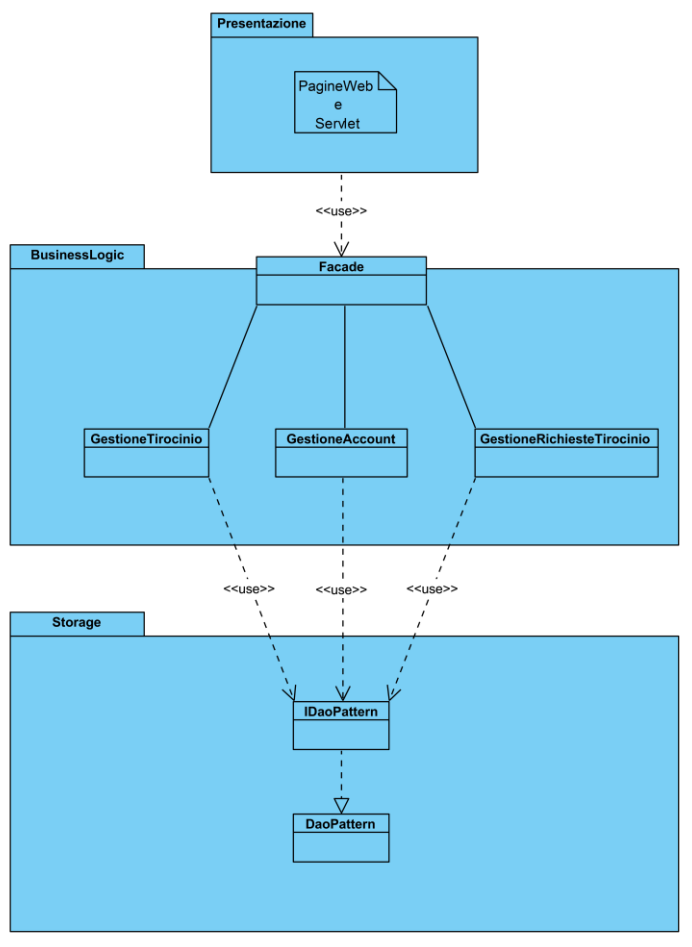 Presentazione
PagineWeb
e
Servlet
<<use>>
BusinessLogic
Facade
GestioneTirocinio
GestioneAccount
GestioneRichiesteTirocinio
<<use>>
<<use>>
<<use>>
Storage
IDaoPattern
DaoPattern